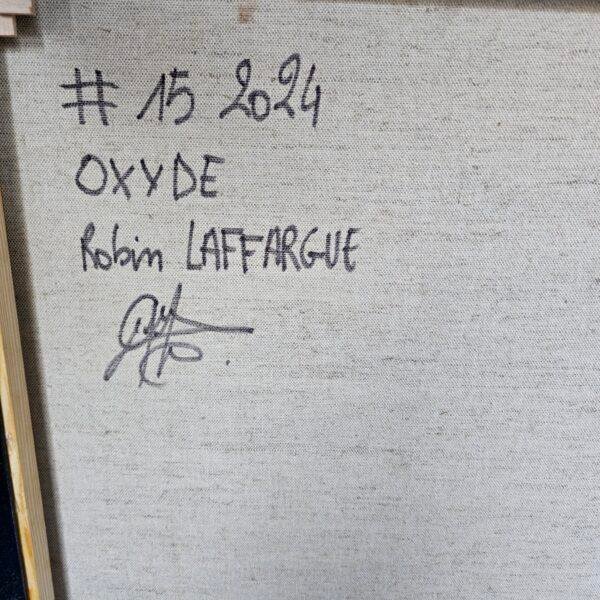 # 15 2024
OXYDE
Robin LAFFARGUE